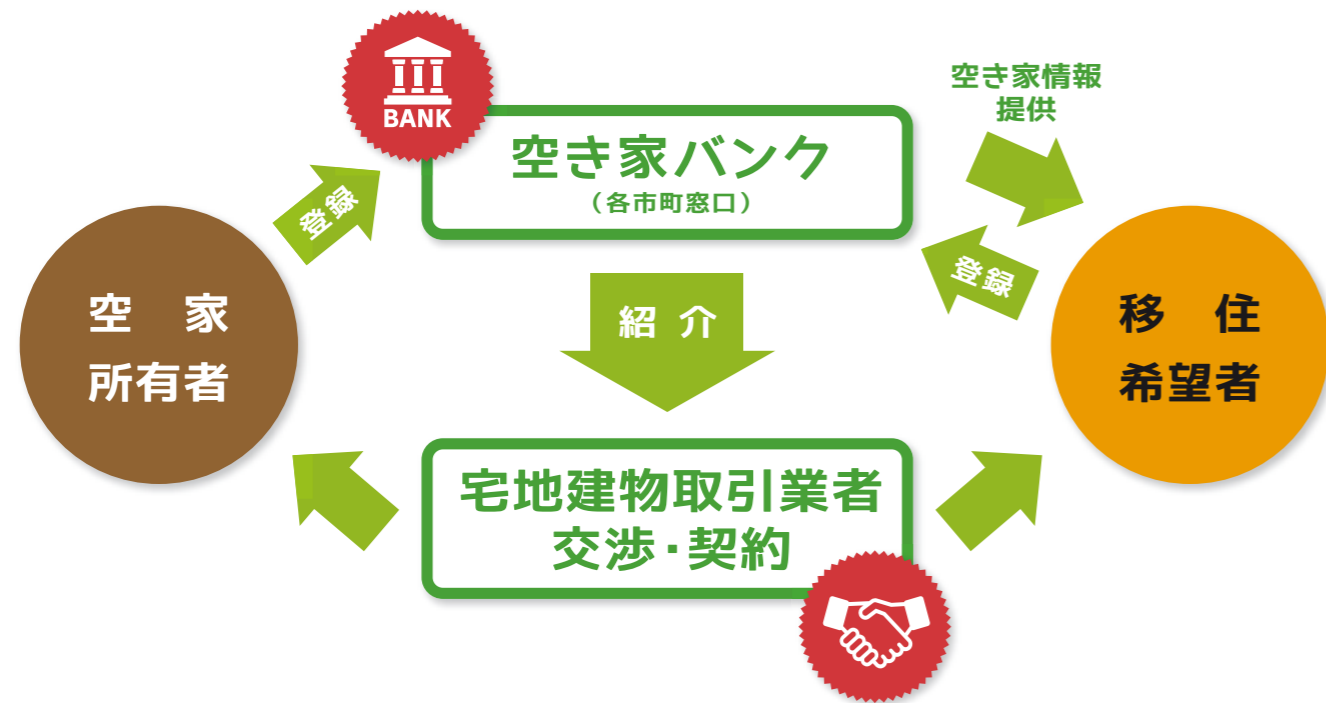 BANK
空き家バンク
（各市町窓口）
空き家情報
提供
登録
登録
空　家
所有者
紹 介
移　住
希望者
宅地建物取引業者
交渉・契約